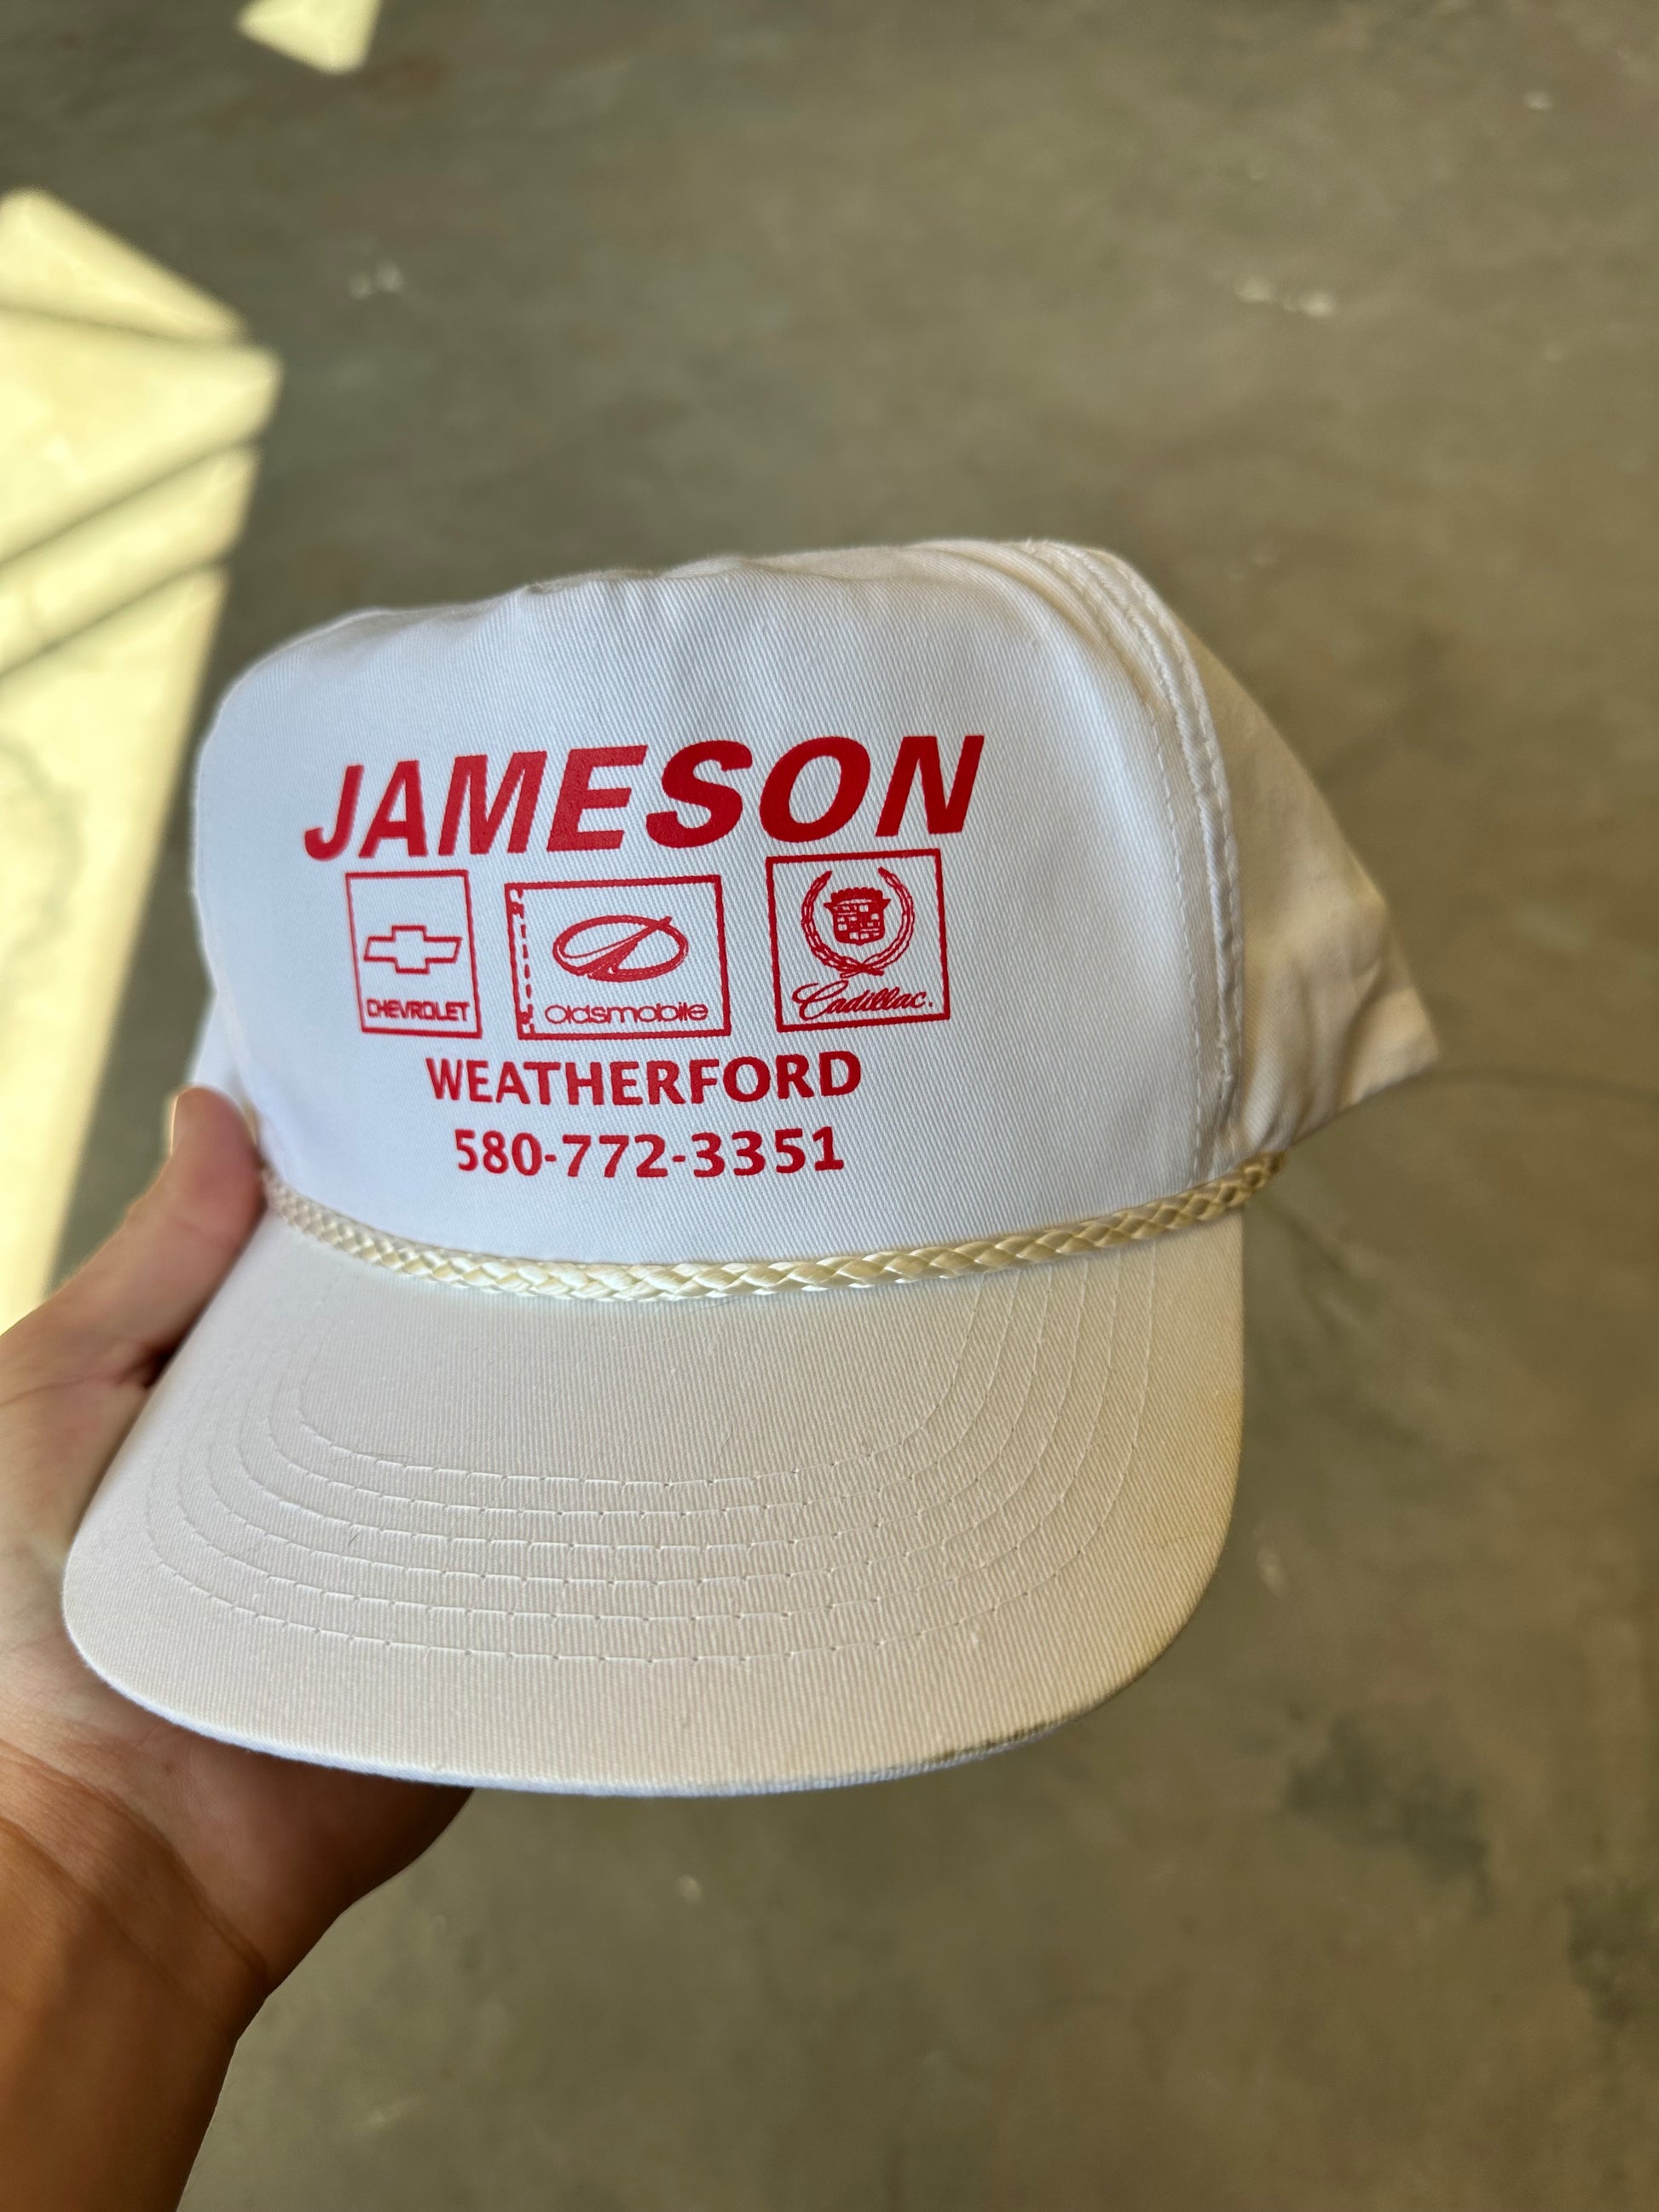 JAMESON
CHEVROLET
Oldsmobile
Cadillac.
WEATHERFORD
580-772-3351